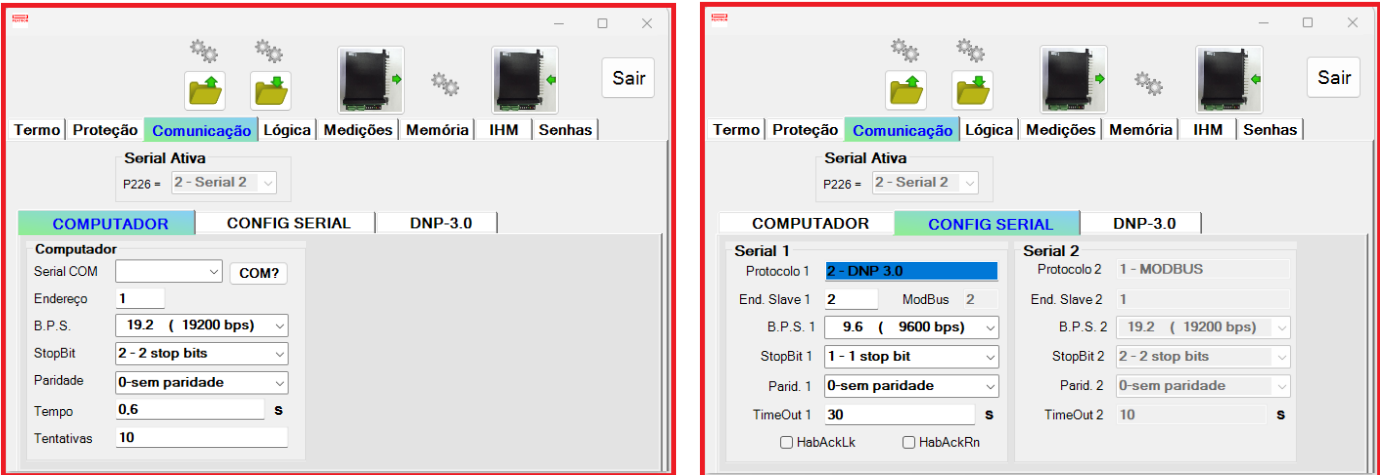 Sair
Termo Proteção Comunicação Lógica Medições Memória IHM Senhas
Serial Ativa
P226 = 2 - Serial 2
COMPUTADOR CONFIG SERIAL DNP-3.0
Computador
Serial COM COM?
Endereço 1
B.P.S. 19.2 ( 19200 bps)
StopBit 2 - 2 stop bits
Paridade 0-sem paridade
Tempo 0.6 s
Tentativas 10
Sair
Termo Proteção Comunicação Lógica Medições Memória IHM Senhas
Serial Ativa
P226 = 2 - Serial 2
COMPUTADOR CONFIG SERIAL DNP-3.0
Serial 1
Protocolo 1 2 - DNP 3.0
End. Slave 1 2 ModBus 2
B.P.S. 1 9.6 ( 9600 bps)
StopBit 1 1 - 1 stop bit
Parid. 1 0-sem paridade
TimeOut 1 30 s
HabAckLk HabAckRn
Serial 2
Protocolo 2 1 - MODBUS
End. Slave 2 1
B.P.S. 2 19.2 ( 19200 bps)
StopBit 2 2 - 2 stop bits
Parid. 2 0-sem paridade
TimeOut 2 10 s